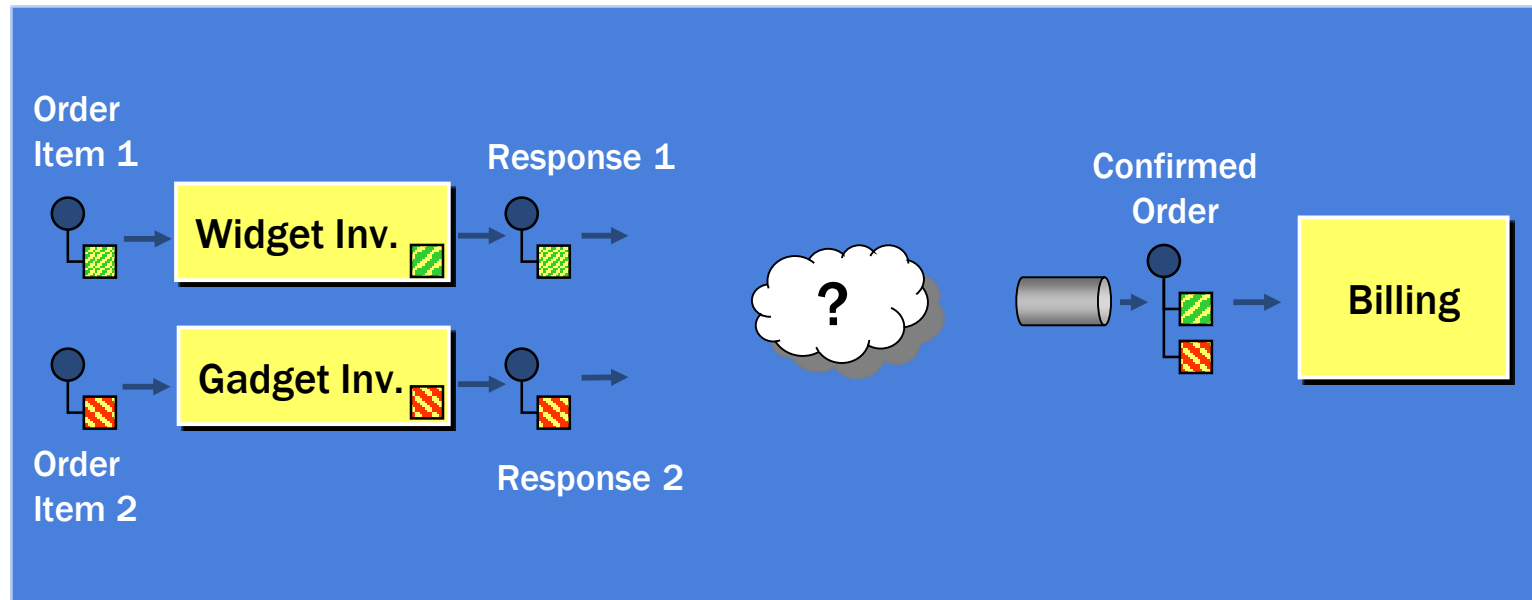 Order
Item 1
Response 1
Confirmed
Order
Widget Inv.
?
Billing
Gadget Inv.
Order
Item 2
Response 2